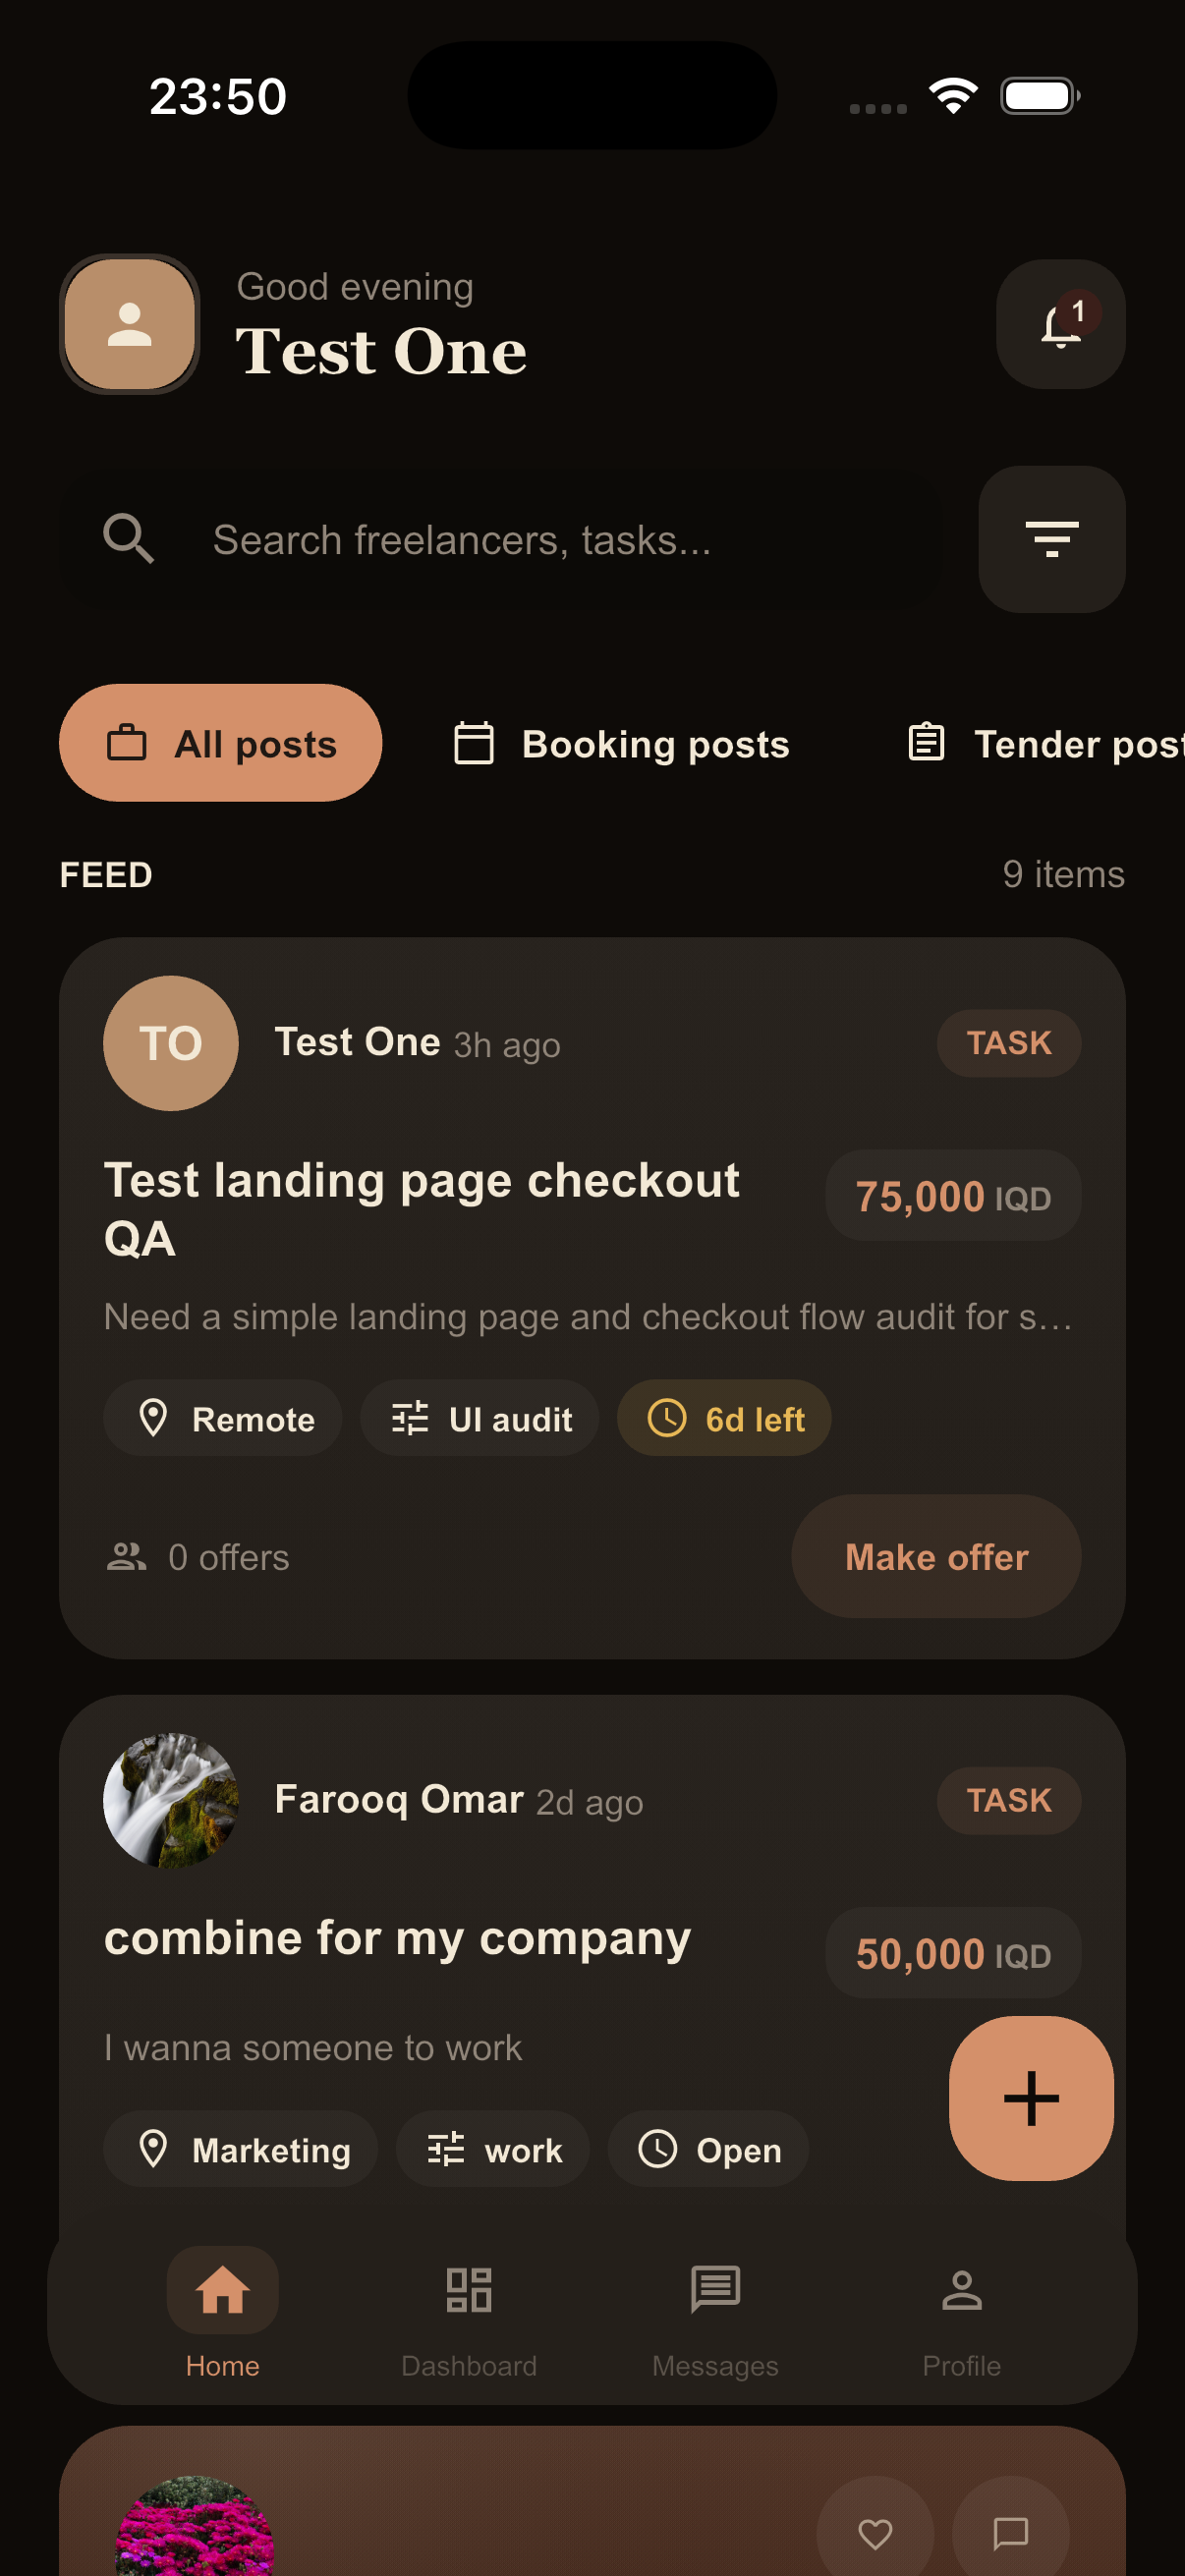 23:50
Good evening
Test One
1
Search freelancers, tasks...
All posts
Booking posts
Tender post
FEED
9 items
TO
Test One 3h ago
TASK
Test landing page checkout
QA
75,000 IQD
Need a simple landing page and checkout flow audit for s...
Remote
UI audit
6d left
0 offers
Make offer
Farooq Omar 2d ago
TASK
combine for my company
50,000 IQD
I wanna someone to work
Marketing
work
Open
Home
Dashboard
Messages
Profile